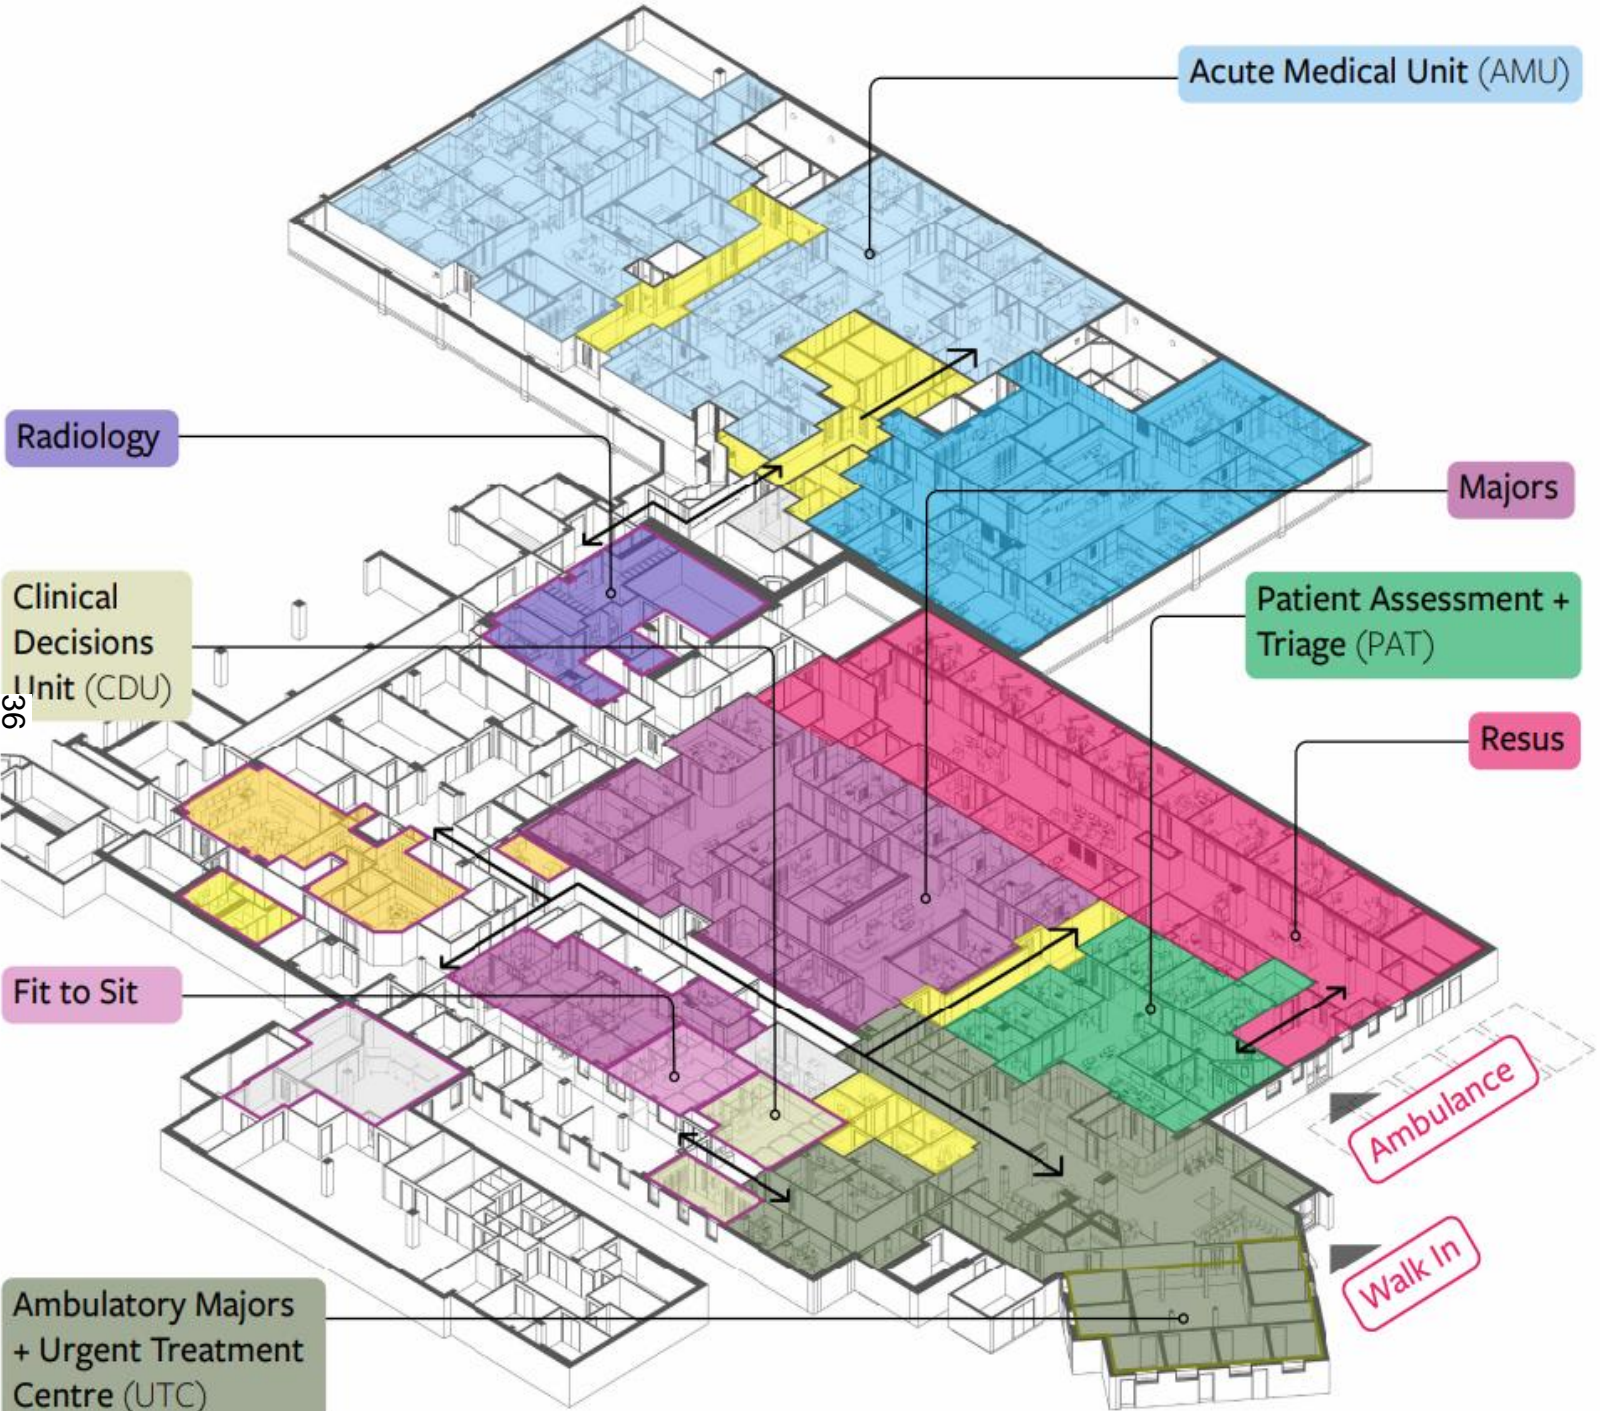 Acute Medical Unit (AMU)
Radiology
Majors
Clinical
Decisions
Unit (CDU)
Patient Assessment +
Triage (PAT)
36
Resus
Fit to Sit
Ambulance
Walk In
Ambulatory Majors
+ Urgent Treatment
Centre (UTC)